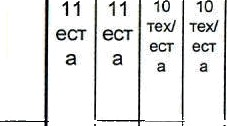 11 11 10 10
ест ест тех/ тех/
а а ест ест
а а